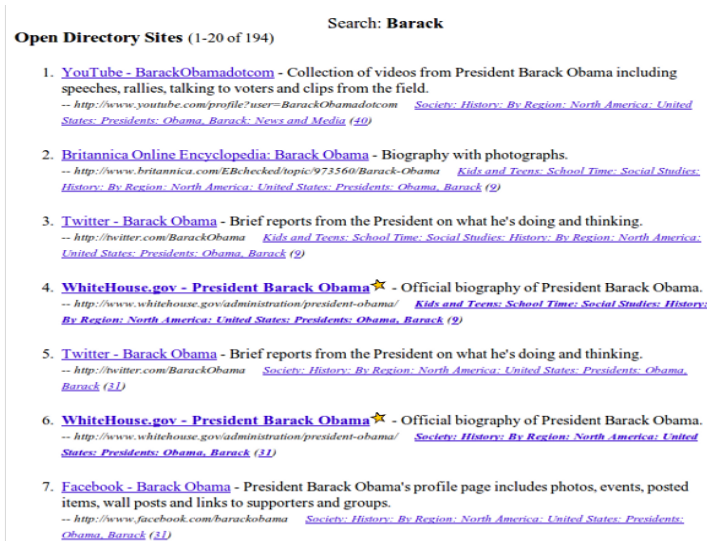 Search: Barack
Open Directory Sites (1-20 of 194)
1. YouTube - BarackObamadotcom - Collection of videos from President Barack Obama including
speeches, rallies, talking to voters and clips from the field.
-- http://www.youtube.com/profile?user=BarackObamadotcom Society: History: By Region: North America: United
States: Presidents: Obama, Barack: News and Media (40)
2. Britannica Online Encyclopedia: Barack Obama - Biography with photographs.
-- http://www.britannica.com/EBchecked/topic/973560/Barack-Obama Kids and Teens: School Time: Social Studies:
History: By Region: North America: United States: Presidents: Obama, Barack (9)
3. Twitter - Barack Obama - Brief reports from the President on what he's doing and thinking.
-- http://twitter.com/BarackObama Kids and Teens: School Time: Social Studies: History: By Region: North America:
United States: Presidents: Obama, Barack (9)
4. WhiteHouse.gov - President Barack Obama - Official biography of President Barack Obama.
-- http://www.whitehouse.gov/administration/president-obama/ Kids and Teens: School Time: Social Studies: History:
By Region: North America: United States: Presidents: Obama, Barack (9)
5. Twitter - Barack Obama - Brief reports from the President on what he's doing and thinking.
-- http://twitter.com/BarackObama Society: History: By Region: North America: United States: Presidents: Obama,
Barack (31)
6. WhiteHouse.gov - President Barack Obama - Official biography of President Barack Obama.
-- http://www.whitehouse.gov/administration/president-obama/ Society: History: By Region: North America: United
States: Presidents: Obama, Barack (31)
7. Facebook - Barack Obama - President Barack Obama's profile page includes photos, events, posted
items, wall posts and links to supporters and groups.
-- http://www.facebook.com/barackobama Society: History: By Region: North America: United States: Presidents:
Obama, Barack (31)